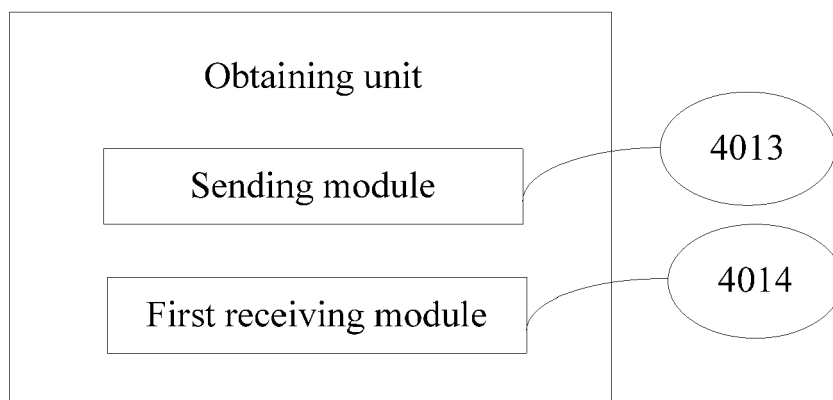 Obtaining unit
Sending module
4013
First receiving module
4014